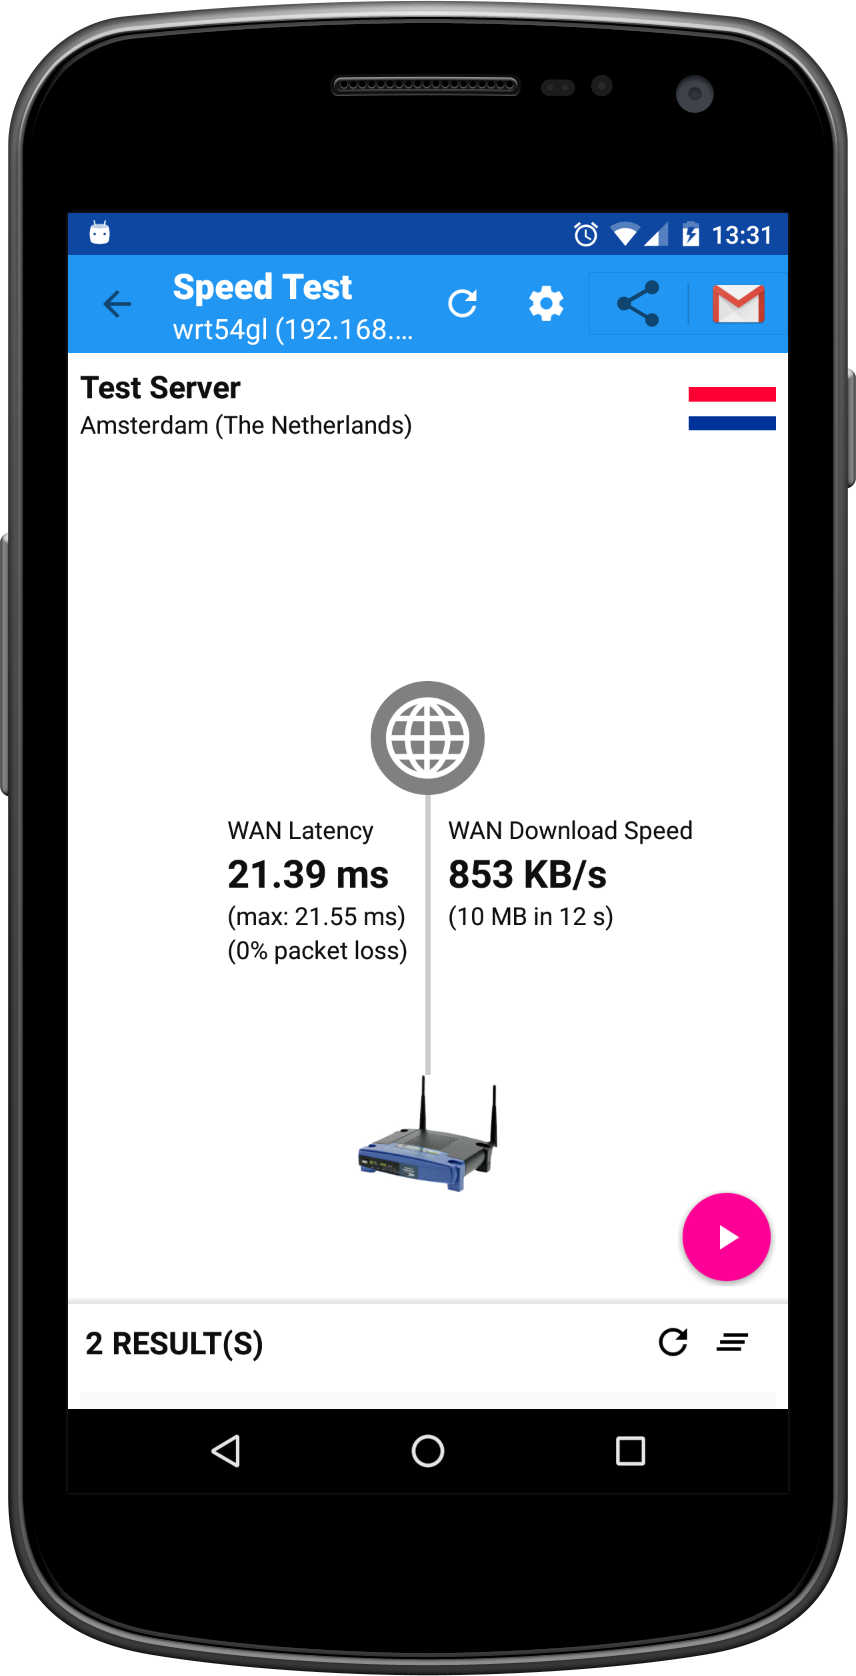 13:31
Speed Test
wrt54gl (192.168....
Test Server
Amsterdam (The Netherlands)
WAN Latency
21.39 ms
(max: 21.55 ms)
(0% packet loss)
WAN Download Speed
853 KB/s
(10 MB in 12 s)
2 RESULT(S)